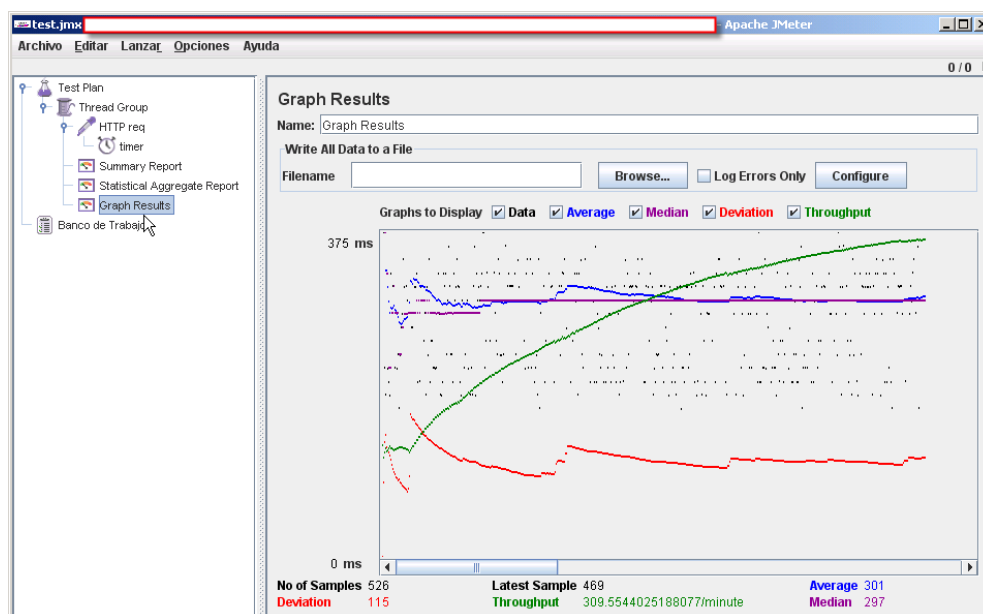 test.jmx - Apache JMeter
Archivo Editar Lanzar Opciones Ayuda
0 / 0
Test Plan
Thread Group
HTTP req
timer
Summary Report
Statistical Aggregate Report
Graph Results
Banco de Trabajo
Graph Results
Name: Graph Results
Write All Data to a File
Filename Browse... Log Errors Only Configure
Graphs to Display Data Average Median Deviation Throughput
375 ms
0 ms
No of Samples 526 Latest Sample 469 Average 301
Deviation 115 Throughput 309.5544025188077/minute Median 297